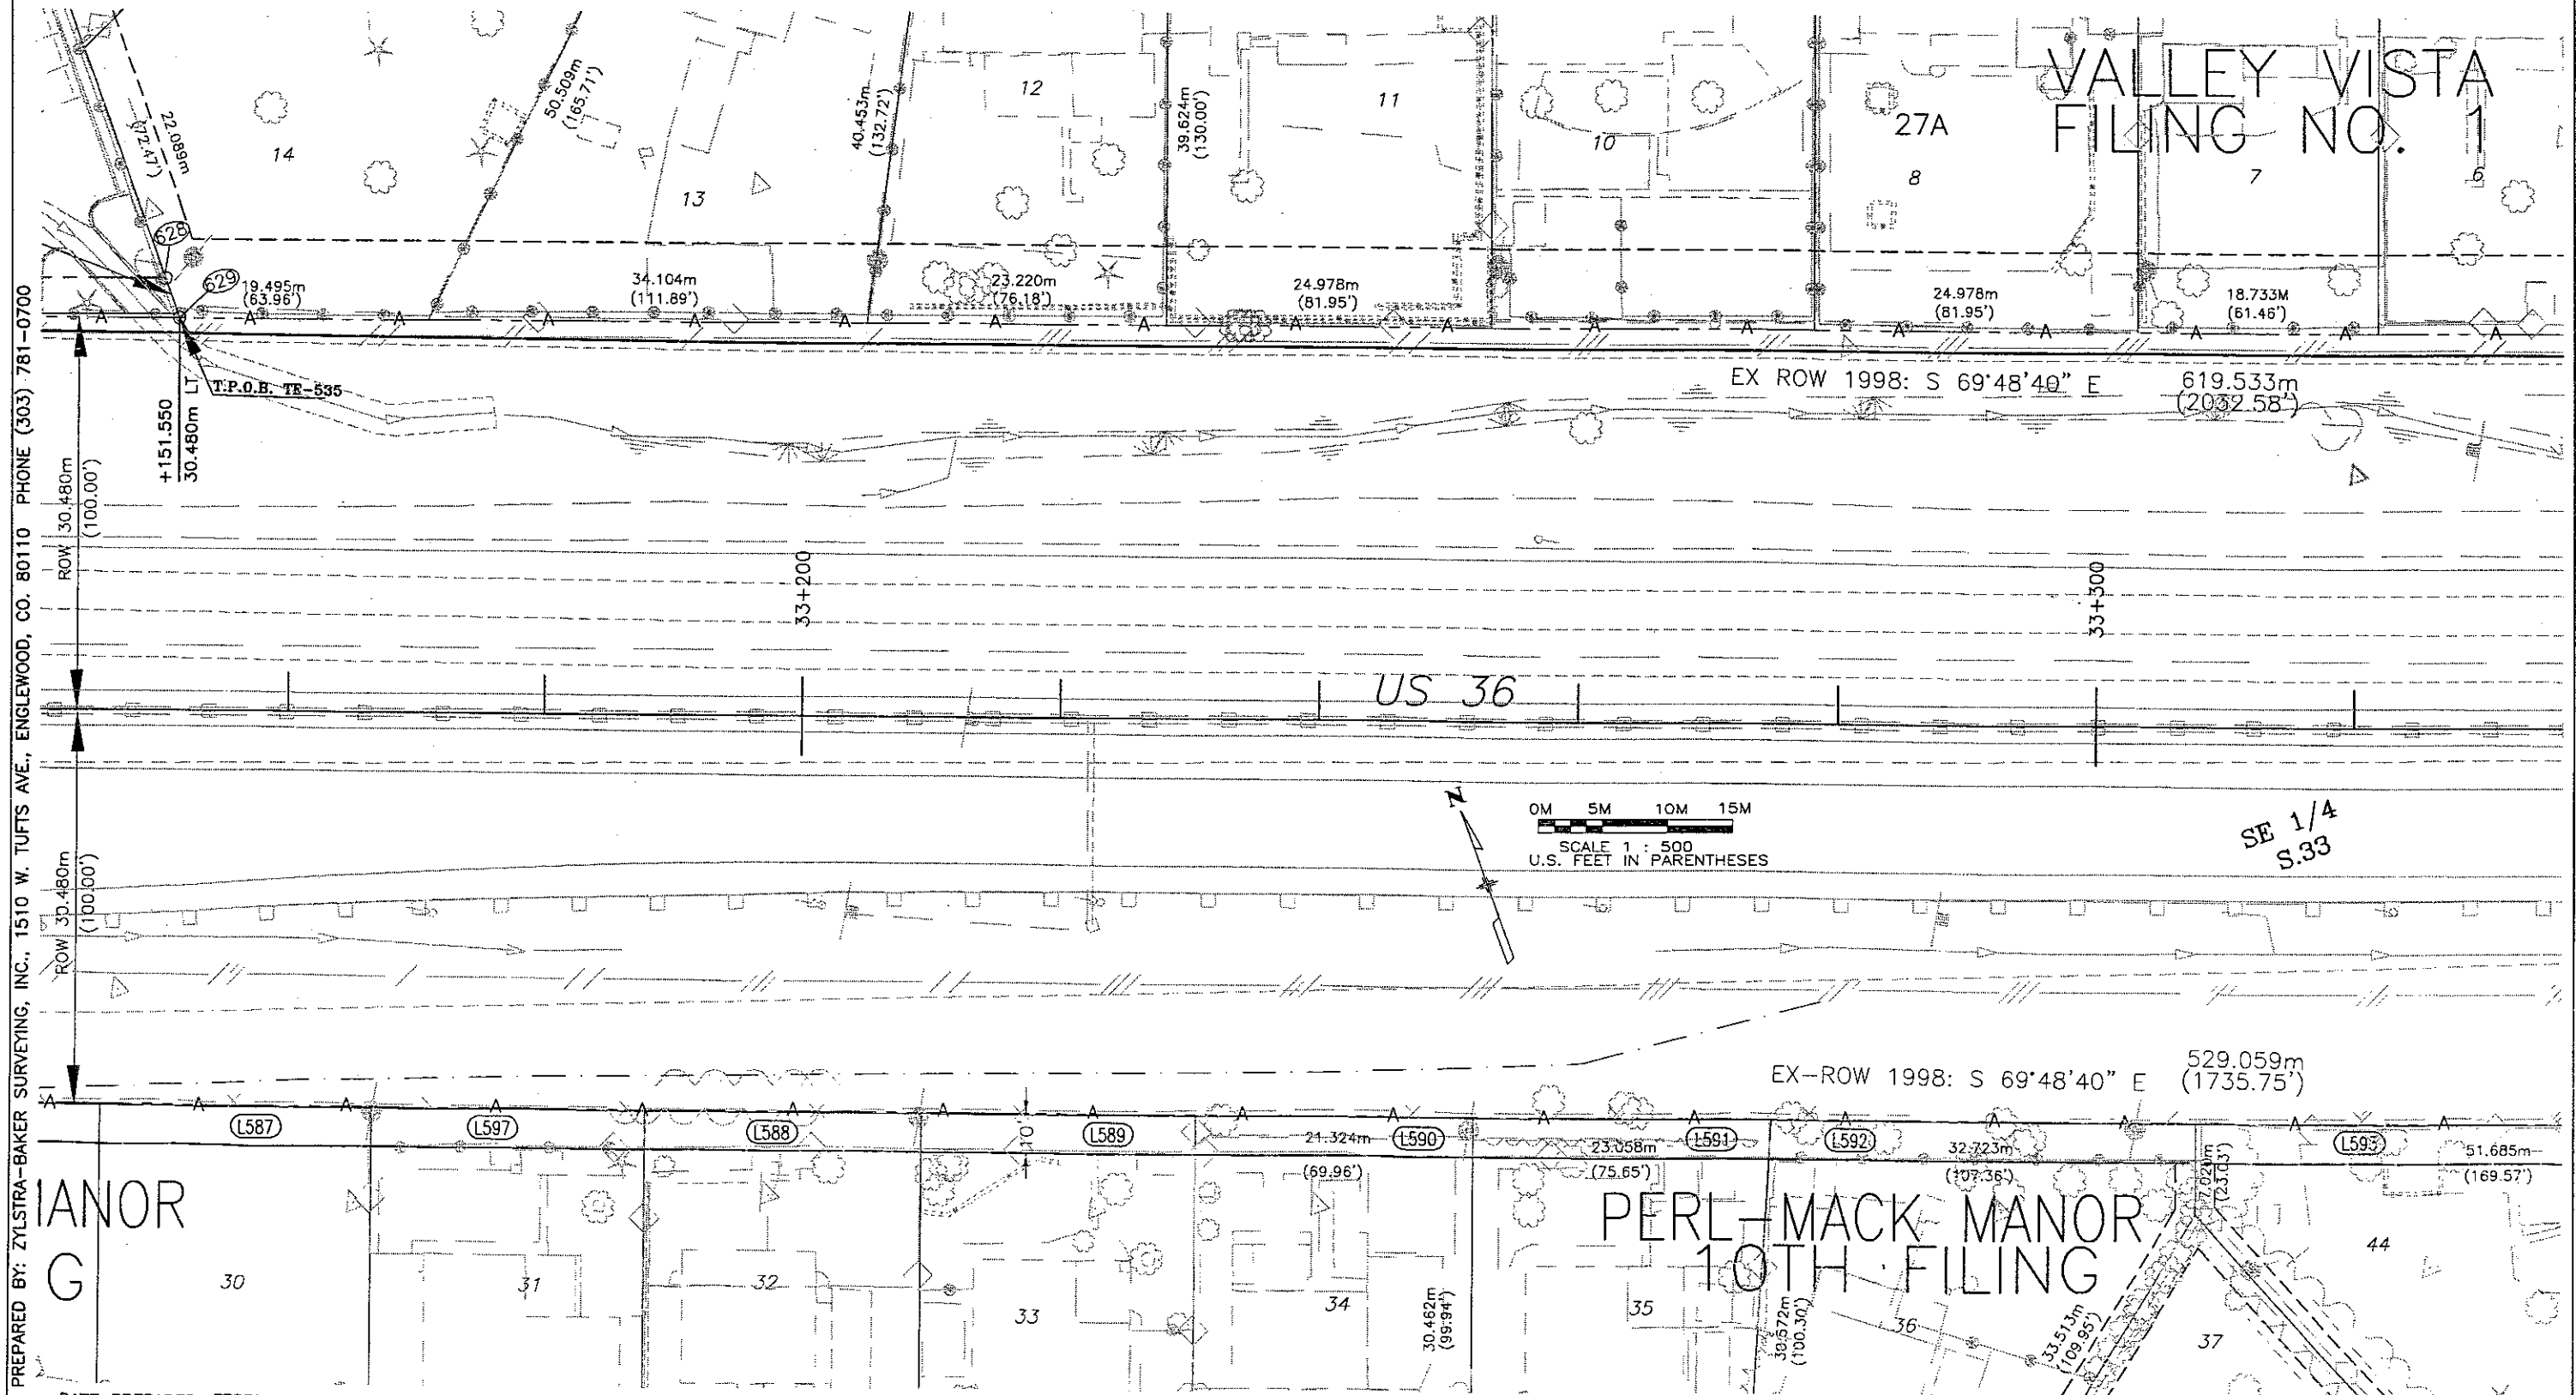 VALLEY VISTA
FILING NO. 1
14
13
12
11
10
27A
8
7
6
22.089m
(72.47')
50.509m
(165.71')
40.453m
(132.72')
39.624m
(130.00')
628
629
19.495m
(63.96')
34.104m
(111.89')
23.220m
(76.18')
24.978m
(81.95')
24.978m
(81.95')
18.733M
(61.46')
A A A A A A A A A A A A A A A A A
T.P.O.B. TE-535
+151.550
30.480m LT
EX ROW 1998: S 69°48'40" E
619.533m
(2032.58')
ROW 30.480m
(100.00')
33+200
33+300
US 36
N
0M 5M 10M 15M
SCALE 1 : 500
U.S. FEET IN PARENTHESES
SE 1/4
S.33
ROW 30.480m
(100.00')
EX-ROW 1998: S 69°48'40" E
529.059m
(1735.75')
A A A A A A A A A A A A A A A A A
L587
L597
L588
10'
L589
21.324m
(69.96')
L590
23.058m
(75.65')
L591
L592
32.723m
(107.36')
7.020m
(23.03')
L593
51.685m
(169.57')
IANOR
G
PERL-MACK MANOR
10TH FILING
30
31
32
33
34
30.462m
(99.94')
35
30.572m
(100.30')
36
33.513m
(109.95')
37
44
PREPARED BY: ZYLSTRA-BAKER SURVEYING, INC., 1510 W. TUFTS AVE., ENGLEWOOD, CO. 80110 PHONE (303) 781-0700